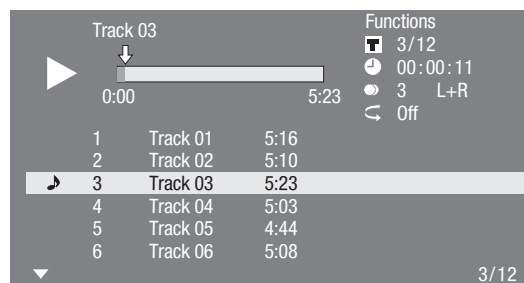 Track 03
0:00 5:23
Functions
T 3/12
00:00:11
3 L+R
Off
1 Track 01 5:16
2 Track 02 5:10
3 Track 03 5:23
4 Track 04 5:03
5 Track 05 4:44
6 Track 06 5:08
3/12